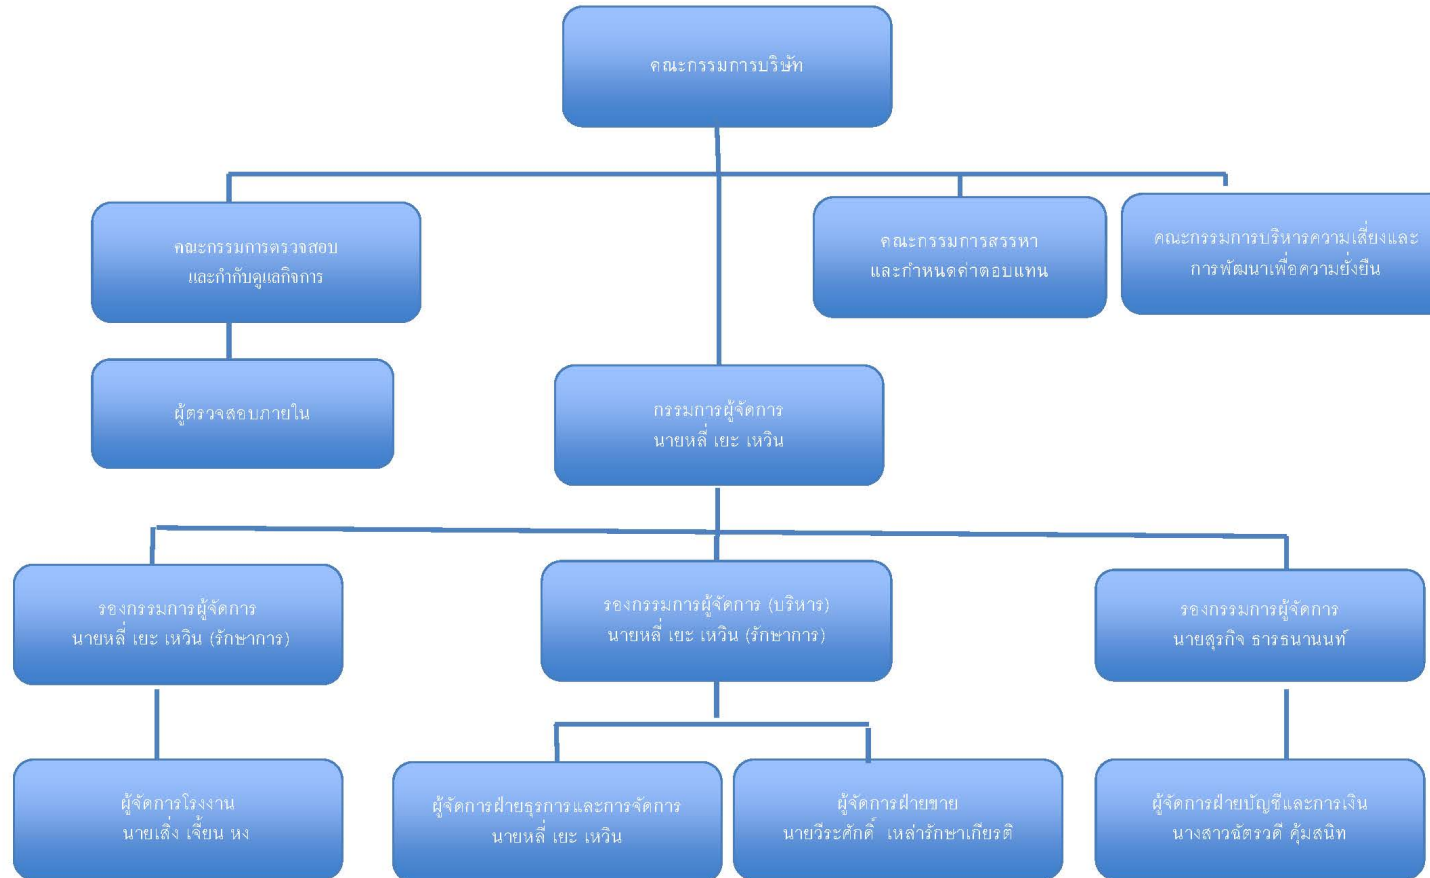 คณะกรรมการบริษัท
คณะกรรมการตรวจสอบ
และกำกับดูแลกิจการ
คณะกรรมการสรรหา
และกำหนดค่าตอบแทน
คณะกรรมการบริหารความเสี่ยงและ
การพัฒนาเพื่อความยั่งยืน
ผู้ตรวจสอบภายใน
กรรมการผู้จัดการ
นายหลี่ เยะ เหวิน
รองกรรมการผู้จัดการ
นายหลี่ เยะ เหวิน (รักษาการ)
รองกรรมการผู้จัดการ (บริหาร)
นายหลี่ เยะ เหวิน (รักษาการ)
รองกรรมการผู้จัดการ
นายสุรกิจ ธารธนานนท์
ผู้จัดการโรงงาน
นายเสิ่ง เจี้ยน หง
ผู้จัดการฝ่ายธุรการและการจัดการ
นายหลี่ เยะ เหวิน
ผู้จัดการฝ่ายขาย
นายวีระศักดิ์ เหล่ารักษาเกียรติ
ผู้จัดการฝ่ายบัญชีและการเงิน
นางสาวฉัตรวดี คุ้มสนิท